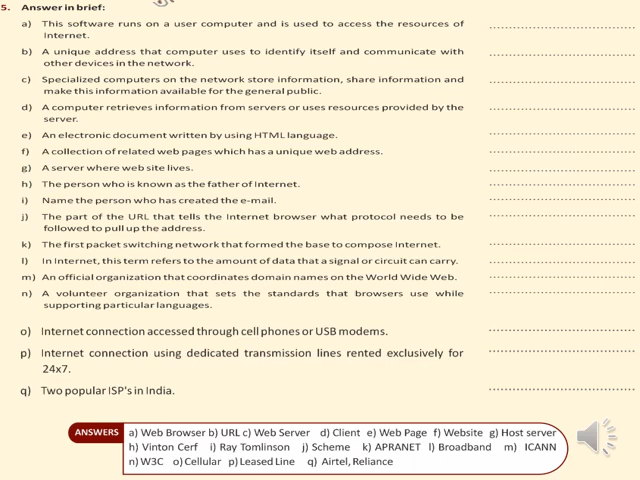 5. Answer in brief:
a) This software runs on a user computer and is used to access the resources of
Internet.
b) A unique address that computer uses to identify itself and communicate with
other devices in the network.
c) Specialized computers on the network store information, share information and
make this information available for the general public.
d) A computer retrieves information from servers or uses resources provided by the
server.
e) An electronic document written by using HTML language.
f) A collection of related web pages which has a unique web address.
g) A server where web site lives.
h) The person who is known as the father of Internet.
i) Name the person who has created the e-mail.
j) The part of the URL that tells the Internet browser what protocol needs to be
followed to pull up the address.
k) The first packet switching network that formed the base to compose Internet.
l) In Internet, this term refers to the amount of data that a signal or circuit can carry.
m) An official organization that coordinates domain names on the World Wide Web.
n) A volunteer organization that sets the standards that browsers use while
supporting particular languages.
o) Internet connection accessed through cell phones or USB modems.
p) Internet connection using dedicated transmission lines rented exclusively for
24x7.
q) Two popular ISP's in India.
ANSWERS a) Web Browser b) URL c) Web Server d) Client e) Web Page f) Website g) Host server
h) Vinton Cerf i) Ray Tomlinson j) Scheme k) APRANET l) Broadband m) ICANN
n) W3C o) Cellular p) Leased Line q) Airtel, Reliance